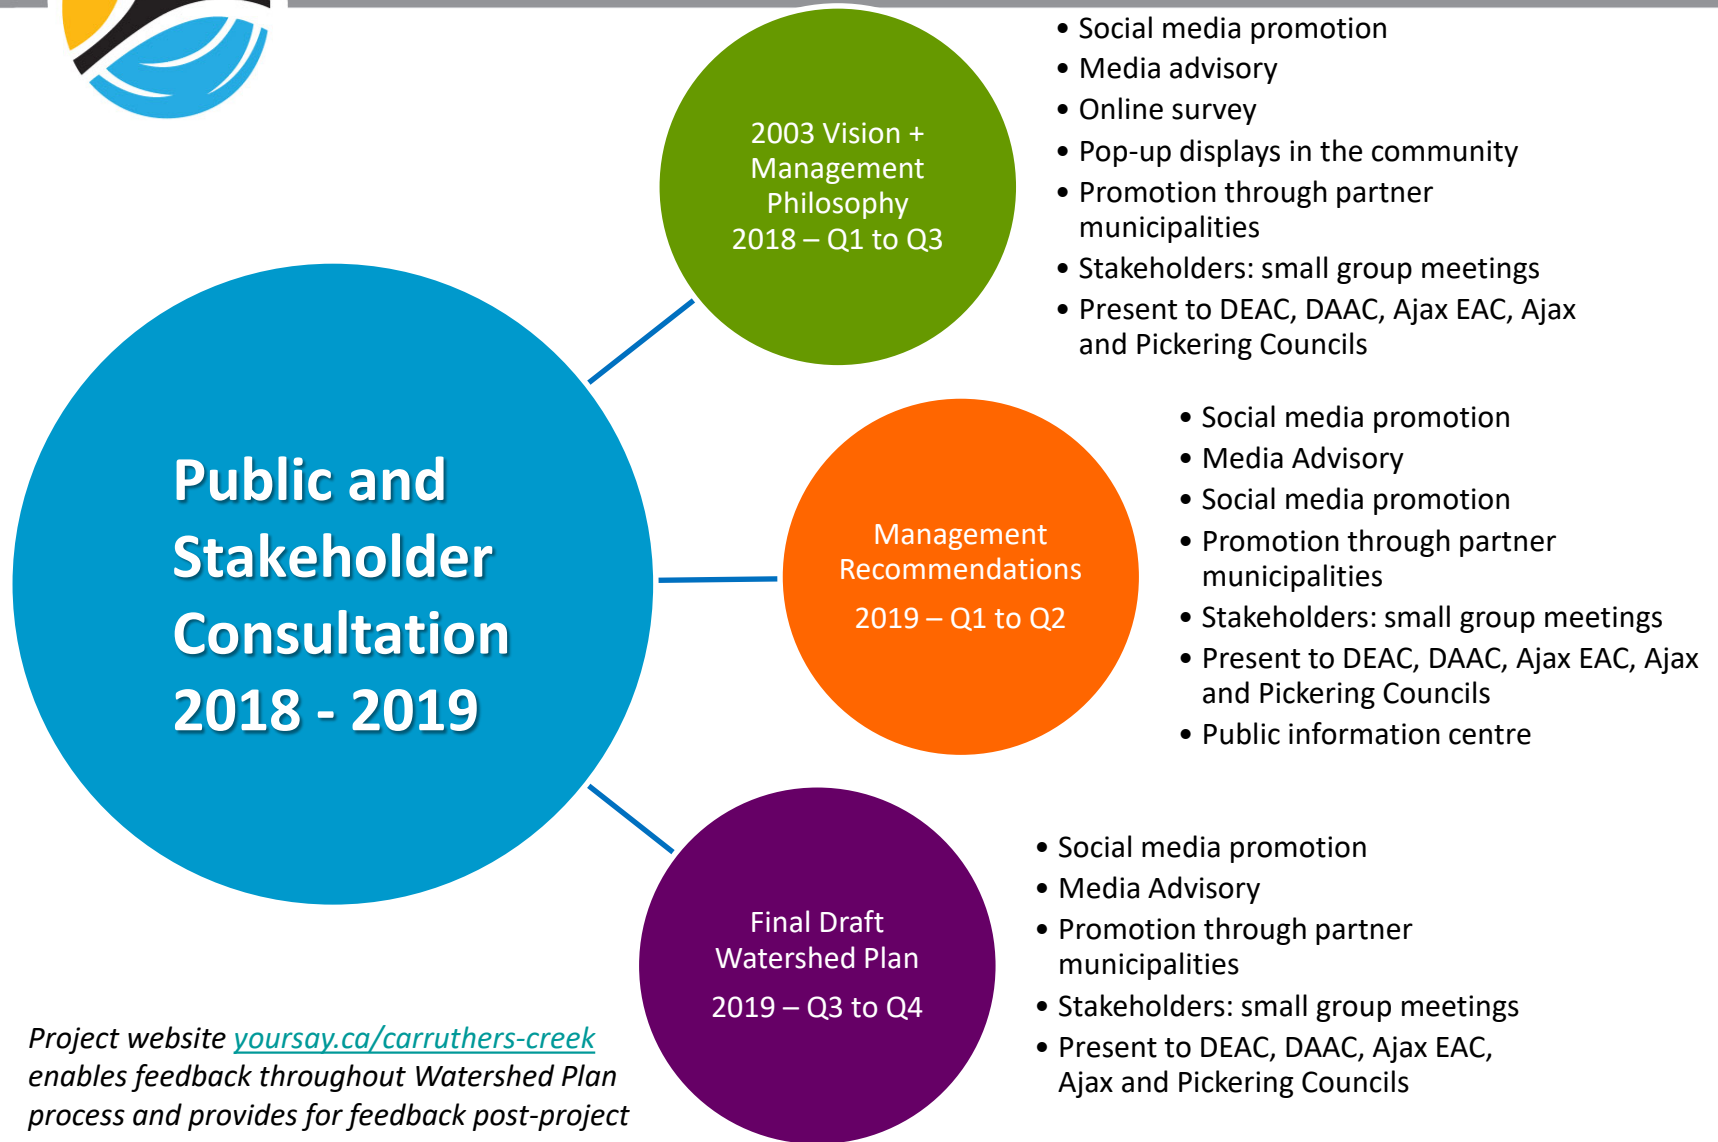 Public and
Stakeholder
Consultation
2018 - 2019
2003 Vision +
Management
Philosophy
2018 – Q1 to Q3
• Social media promotion
• Media advisory
• Online survey
• Pop-up displays in the community
• Promotion through partner
municipalities
• Stakeholders: small group meetings
• Present to DEAC, DAAC, Ajax EAC, Ajax
and Pickering Councils
Management
Recommendations
2019 – Q1 to Q2
• Social media promotion
• Media Advisory
• Social media promotion
• Promotion through partner
municipalities
• Stakeholders: small group meetings
• Present to DEAC, DAAC, Ajax EAC, Ajax
and Pickering Councils
• Public information centre
Final Draft
Watershed Plan
2019 – Q3 to Q4
• Social media promotion
• Media Advisory
• Promotion through partner
municipalities
• Stakeholders: small group meetings
• Present to DEAC, DAAC, Ajax EAC,
Ajax and Pickering Councils
Project website yoursay.ca/carruthers-creek
enables feedback throughout Watershed Plan
process and provides for feedback post-project